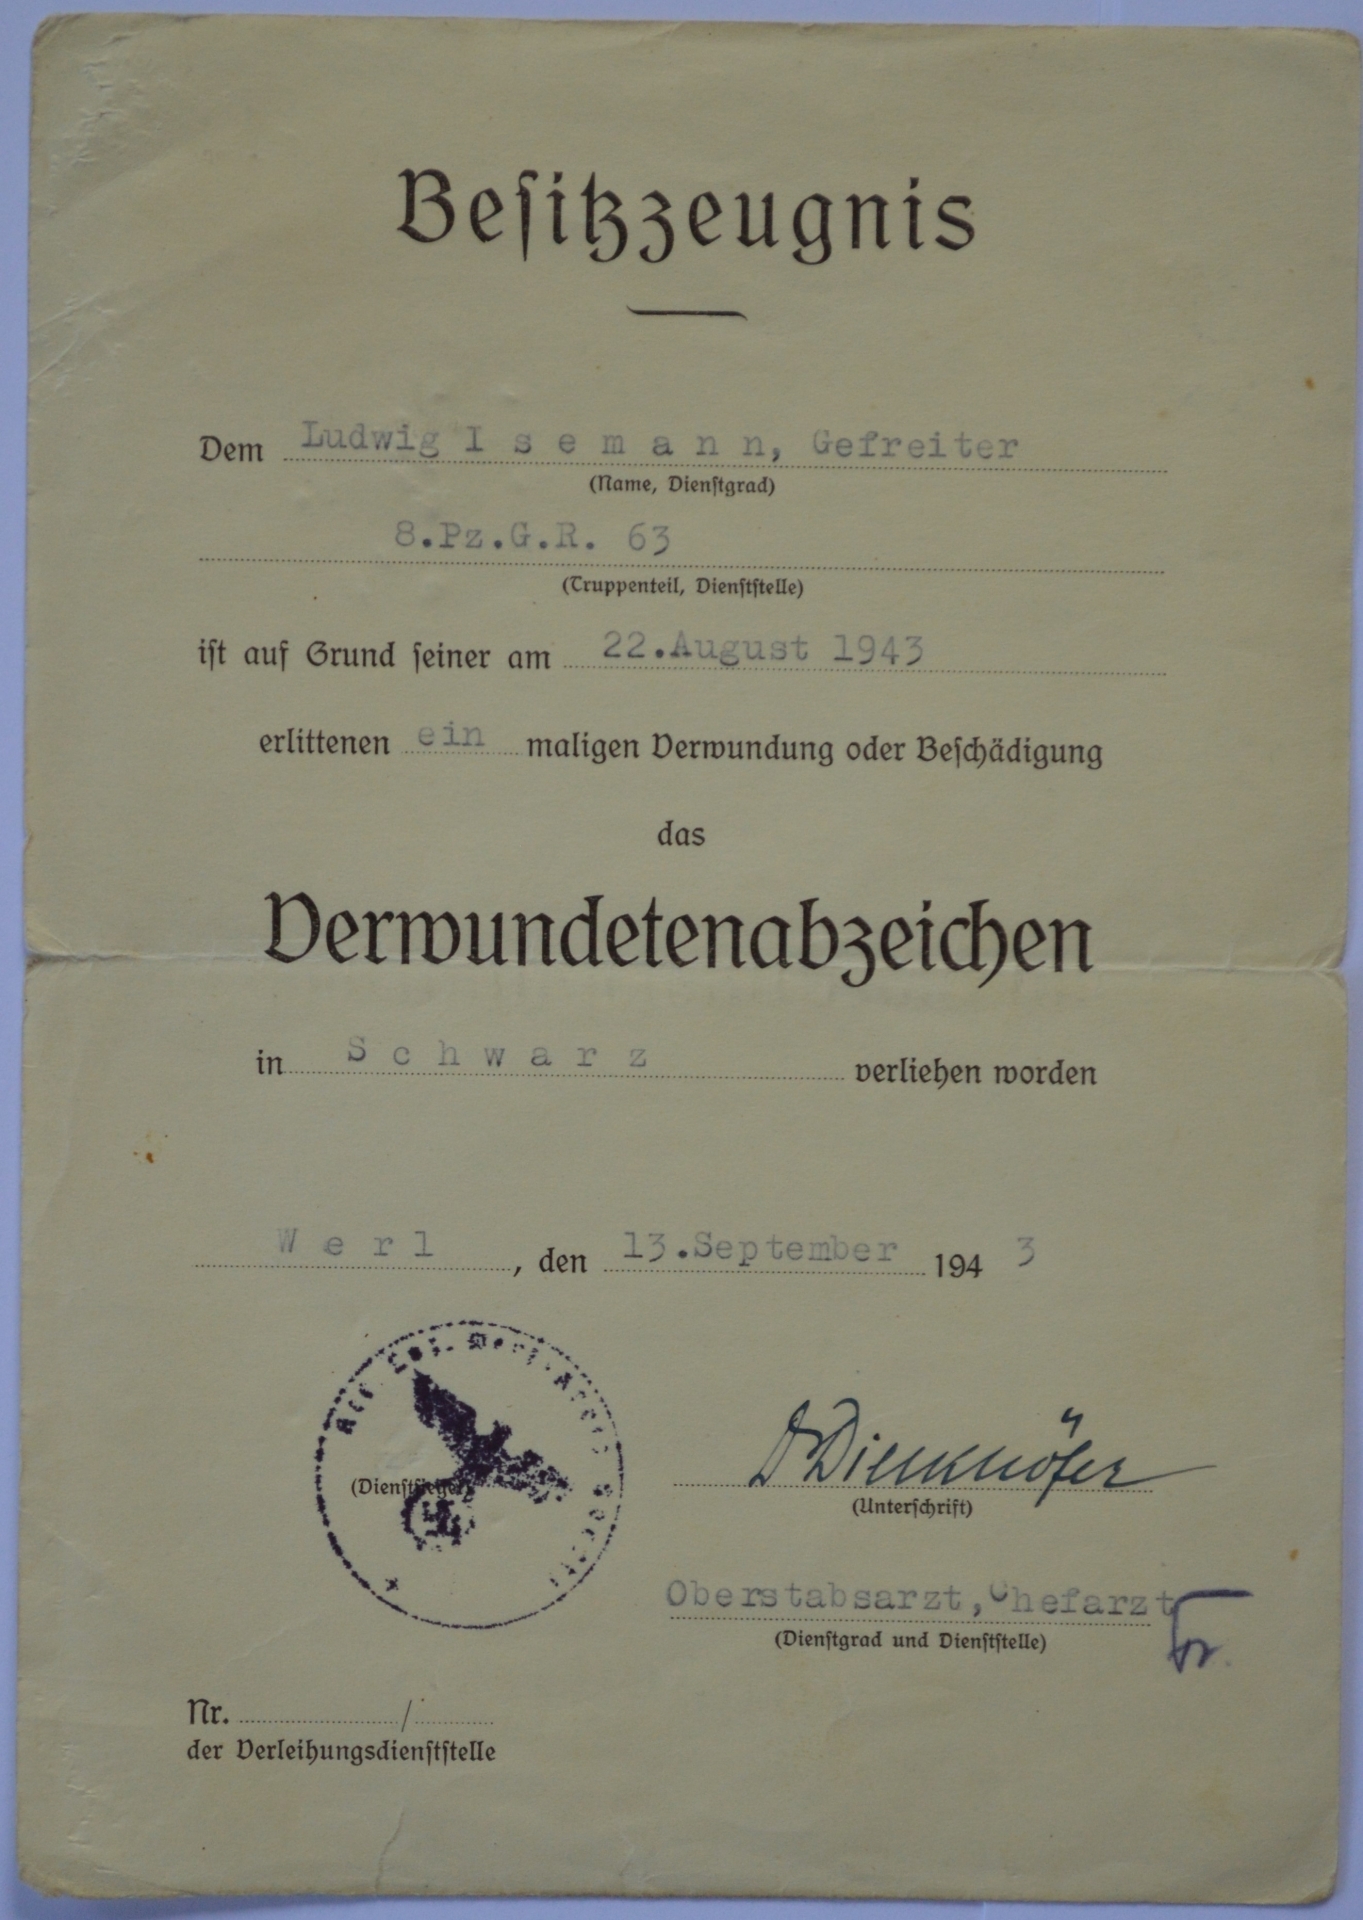 Besitzzeugnis
Dem Ludwig I s e m a n n, Gefreiter
(Name, Dienstgrad)
8.Pz.G.R. 63
(Truppenteil, Dienststelle)
ist auf Grund seiner am 22.August 1943
erlittenen ein maligen Verwundung oder Beschädigung
das
Verwundetenabzeichen
in S c h w a r z verliehen worden
W e r l, den 13.September 194 3
(Dienstsiegel)
(Unterschrift)
Oberstabsarzt, Chefarzt
(Dienstgrad und Dienststelle)
Nr. /
der Verleihungsdienststelle